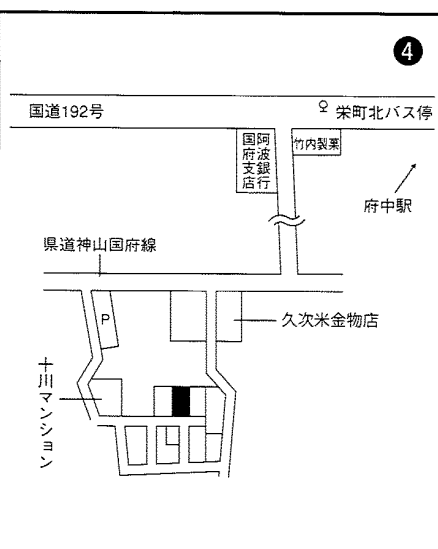 ❹
国道192号
栄町北バス停
阿波銀行
国府支店
竹内製菓
府中駅
県道神山国府線
P
久次米金物店
十川マンション